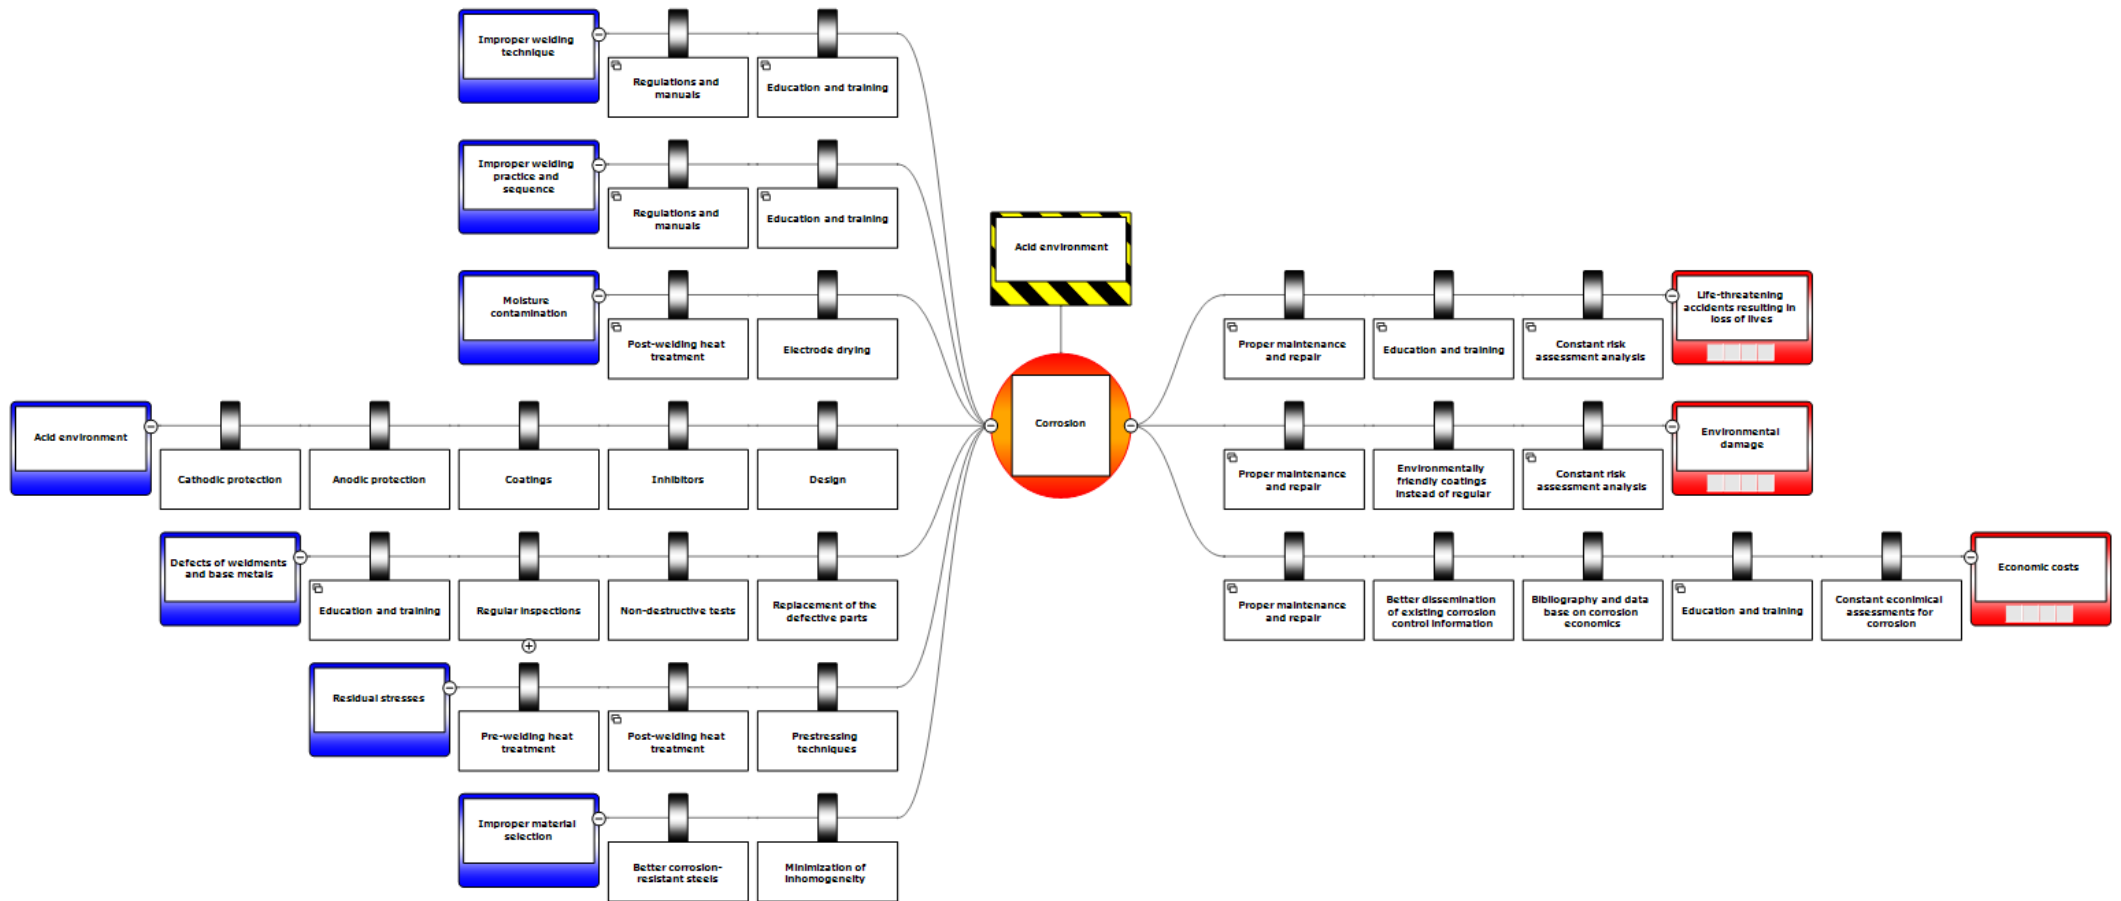 Improper welding
technique
Regulations and
manuals
Education and training
Improper welding
practice and
sequence
Regulations and
manuals
Education and training
Acid environment
Moisture
contamination
Post-welding heat
treatment
Electrode drying
Proper maintenance
and repair
Education and training
Constant risk
assessment analysis
Life-threatening
accidents resulting in
loss of lives
Acid environment
Cathodic protection
Anodic protection
Coatings
Inhibitors
Design
Corrosion
Proper maintenance
and repair
Environmentally
friendly coatings
instead of regular
Constant risk
assessment analysis
Environmental
damage
Defects of weldments
and base metals
Education and training
Regular inspections
Non-destructive tests
Replacement of the
defective parts
Proper maintenance
and repair
Better dissemination
of existing corrosion
control information
Bibliography and data
base on corrosion
economics
Education and training
Constant econimical
assessments for
corrosion
Economic costs
Residual stresses
Pre-welding heat
treatment
Post-welding heat
treatment
Prestressing
techniques
Improper material
selection
Better corrosion-
resistant steels
Minimization of
inhomogeneity